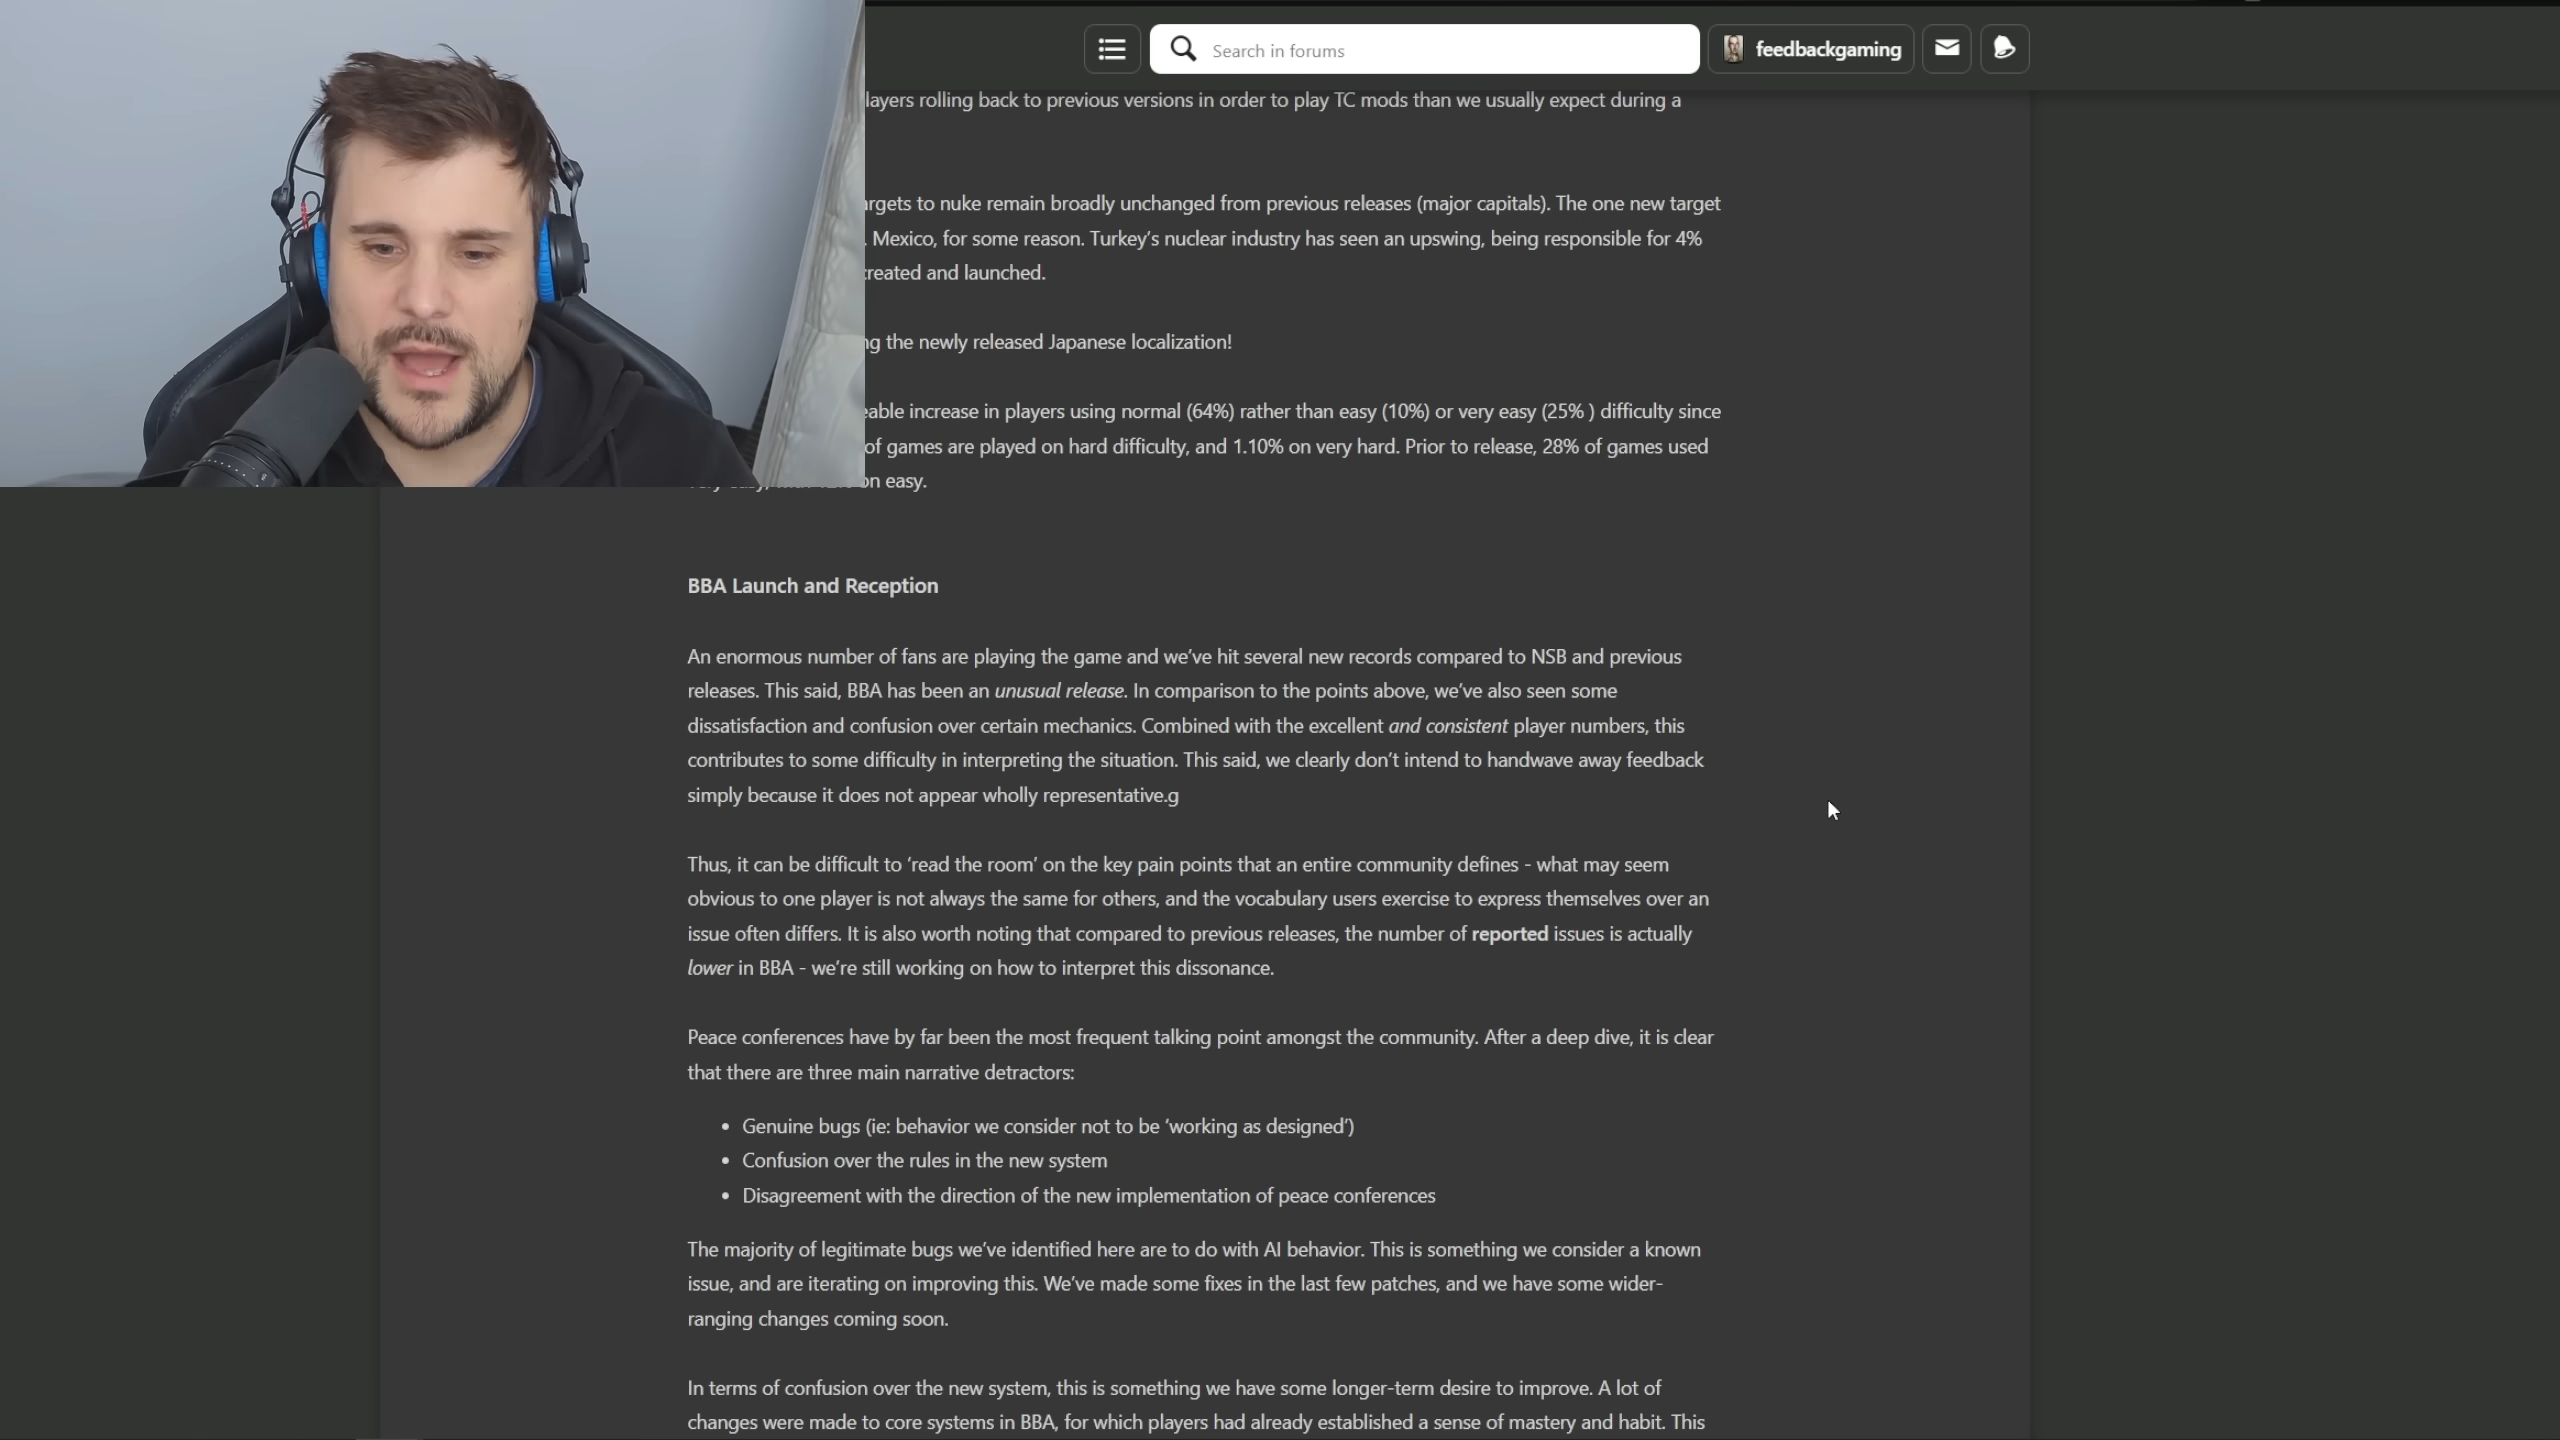 Search in forums
feedbackgaming
layers rolling back to previous versions in order to play TC mods than we usually expect during a
argets to nuke remain broadly unchanged from previous releases (major capitals). The one new target
. Mexico, for some reason. Turkey's nuclear industry has seen an upswing, being responsible for 4%
created and launched.
ng the newly released Japanese localization!
eable increase in players using normal (64%) rather than easy (10%) or very easy (25% ) difficulty since
of games are played on hard difficulty, and 1.10% on very hard. Prior to release, 28% of games used
on easy.
BBA Launch and Reception
An enormous number of fans are playing the game and we've hit several new records compared to NSB and previous
releases. This said, BBA has been an unusual release. In comparison to the points above, we've also seen some
dissatisfaction and confusion over certain mechanics. Combined with the excellent and consistent player numbers, this
contributes to some difficulty in interpreting the situation. This said, we clearly don't intend to handwave away feedback
simply because it does not appear wholly representative.g
Thus, it can be difficult to ‘read the room’ on the key pain points that an entire community defines - what may seem
obvious to one player is not always the same for others, and the vocabulary users exercise to express themselves over an
issue often differs. It is also worth noting that compared to previous releases, the number of reported issues is actually
lower in BBA - we're still working on how to interpret this dissonance.
Peace conferences have by far been the most frequent talking point amongst the community. After a deep dive, it is clear
that there are three main narrative detractors:
• Genuine bugs (ie: behavior we consider not to be ‘working as designed’)
• Confusion over the rules in the new system
• Disagreement with the direction of the new implementation of peace conferences
The majority of legitimate bugs we've identified here are to do with AI behavior. This is something we consider a known
issue, and are iterating on improving this. We've made some fixes in the last few patches, and we have some wider-
ranging changes coming soon.
In terms of confusion over the new system, this is something we have some longer-term desire to improve. A lot of
changes were made to core systems in BBA, for which players had already established a sense of mastery and habit. This